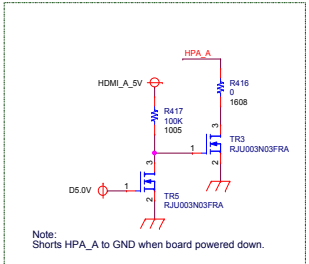 HPA_A
HDMI_A_5V
R416
0
1608
R417
100K
1005
3
1
2
TR3
RJU003N03FRA
D5.0V
3
1
2
TR5
RJU003N03FRA
Note:
Shorts HPA_A to GND when board powered down.